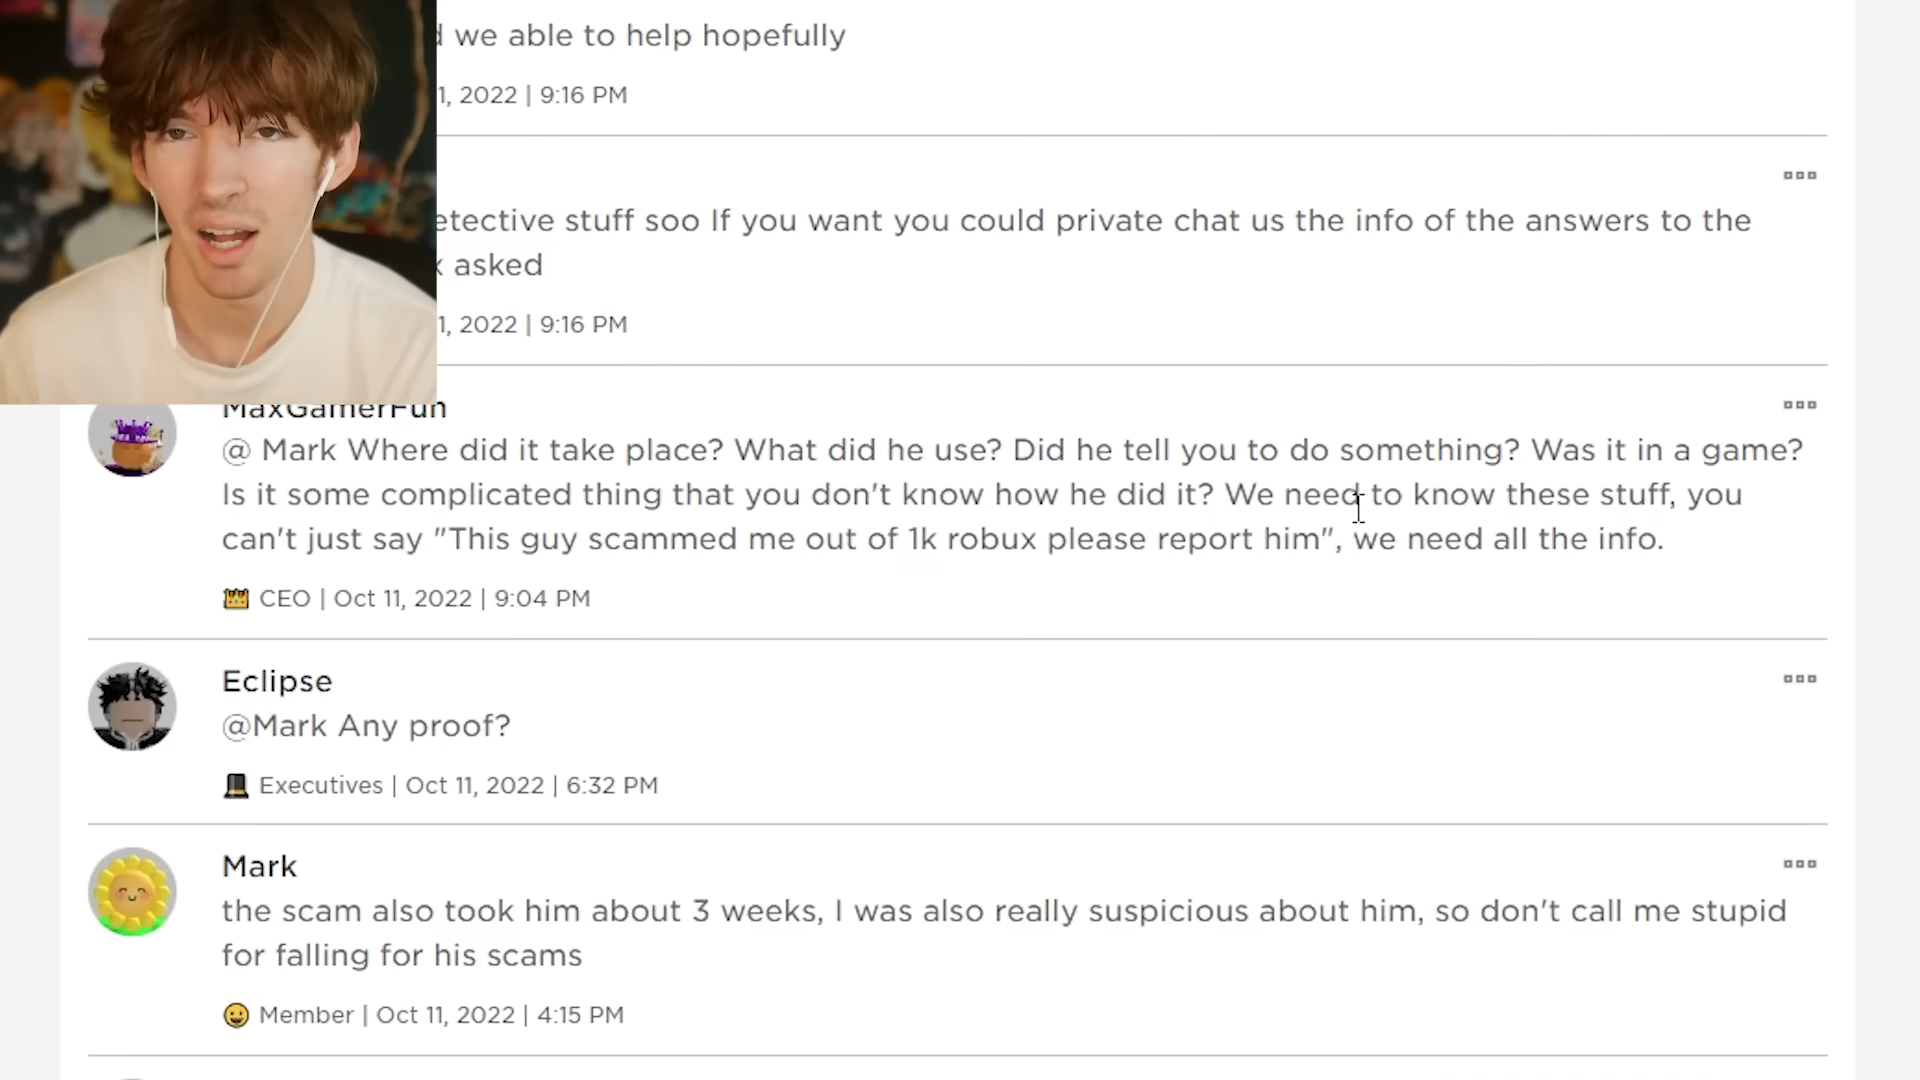 we able to help hopefully
1, 2022 | 9:16 PM
etective stuff soo If you want you could private chat us the info of the answers to the
asked
1, 2022 | 9:16 PM
MaxGamerFun
@ Mark Where did it take place? What did he use? Did he tell you to do something? Was it in a game?
Is it some complicated thing that you don't know how he did it? We need to know these stuff, you
can't just say "This guy scammed me out of 1k robux please report him", we need all the info.
CEO | Oct 11, 2022 | 9:04 PM
Eclipse
@Mark Any proof?
Executives | Oct 11, 2022 | 6:32 PM
Mark
the scam also took him about 3 weeks, I was also really suspicious about him, so don't call me stupid
for falling for his scams
Member | Oct 11, 2022 | 4:15 PM